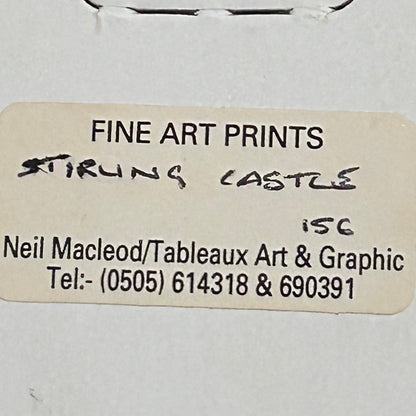 FINE ART PRINTS
STIRLING CASTLE
156
Neil Macleod/Tableaux Art & Graphic
Tel:- (0505) 614318 & 690391